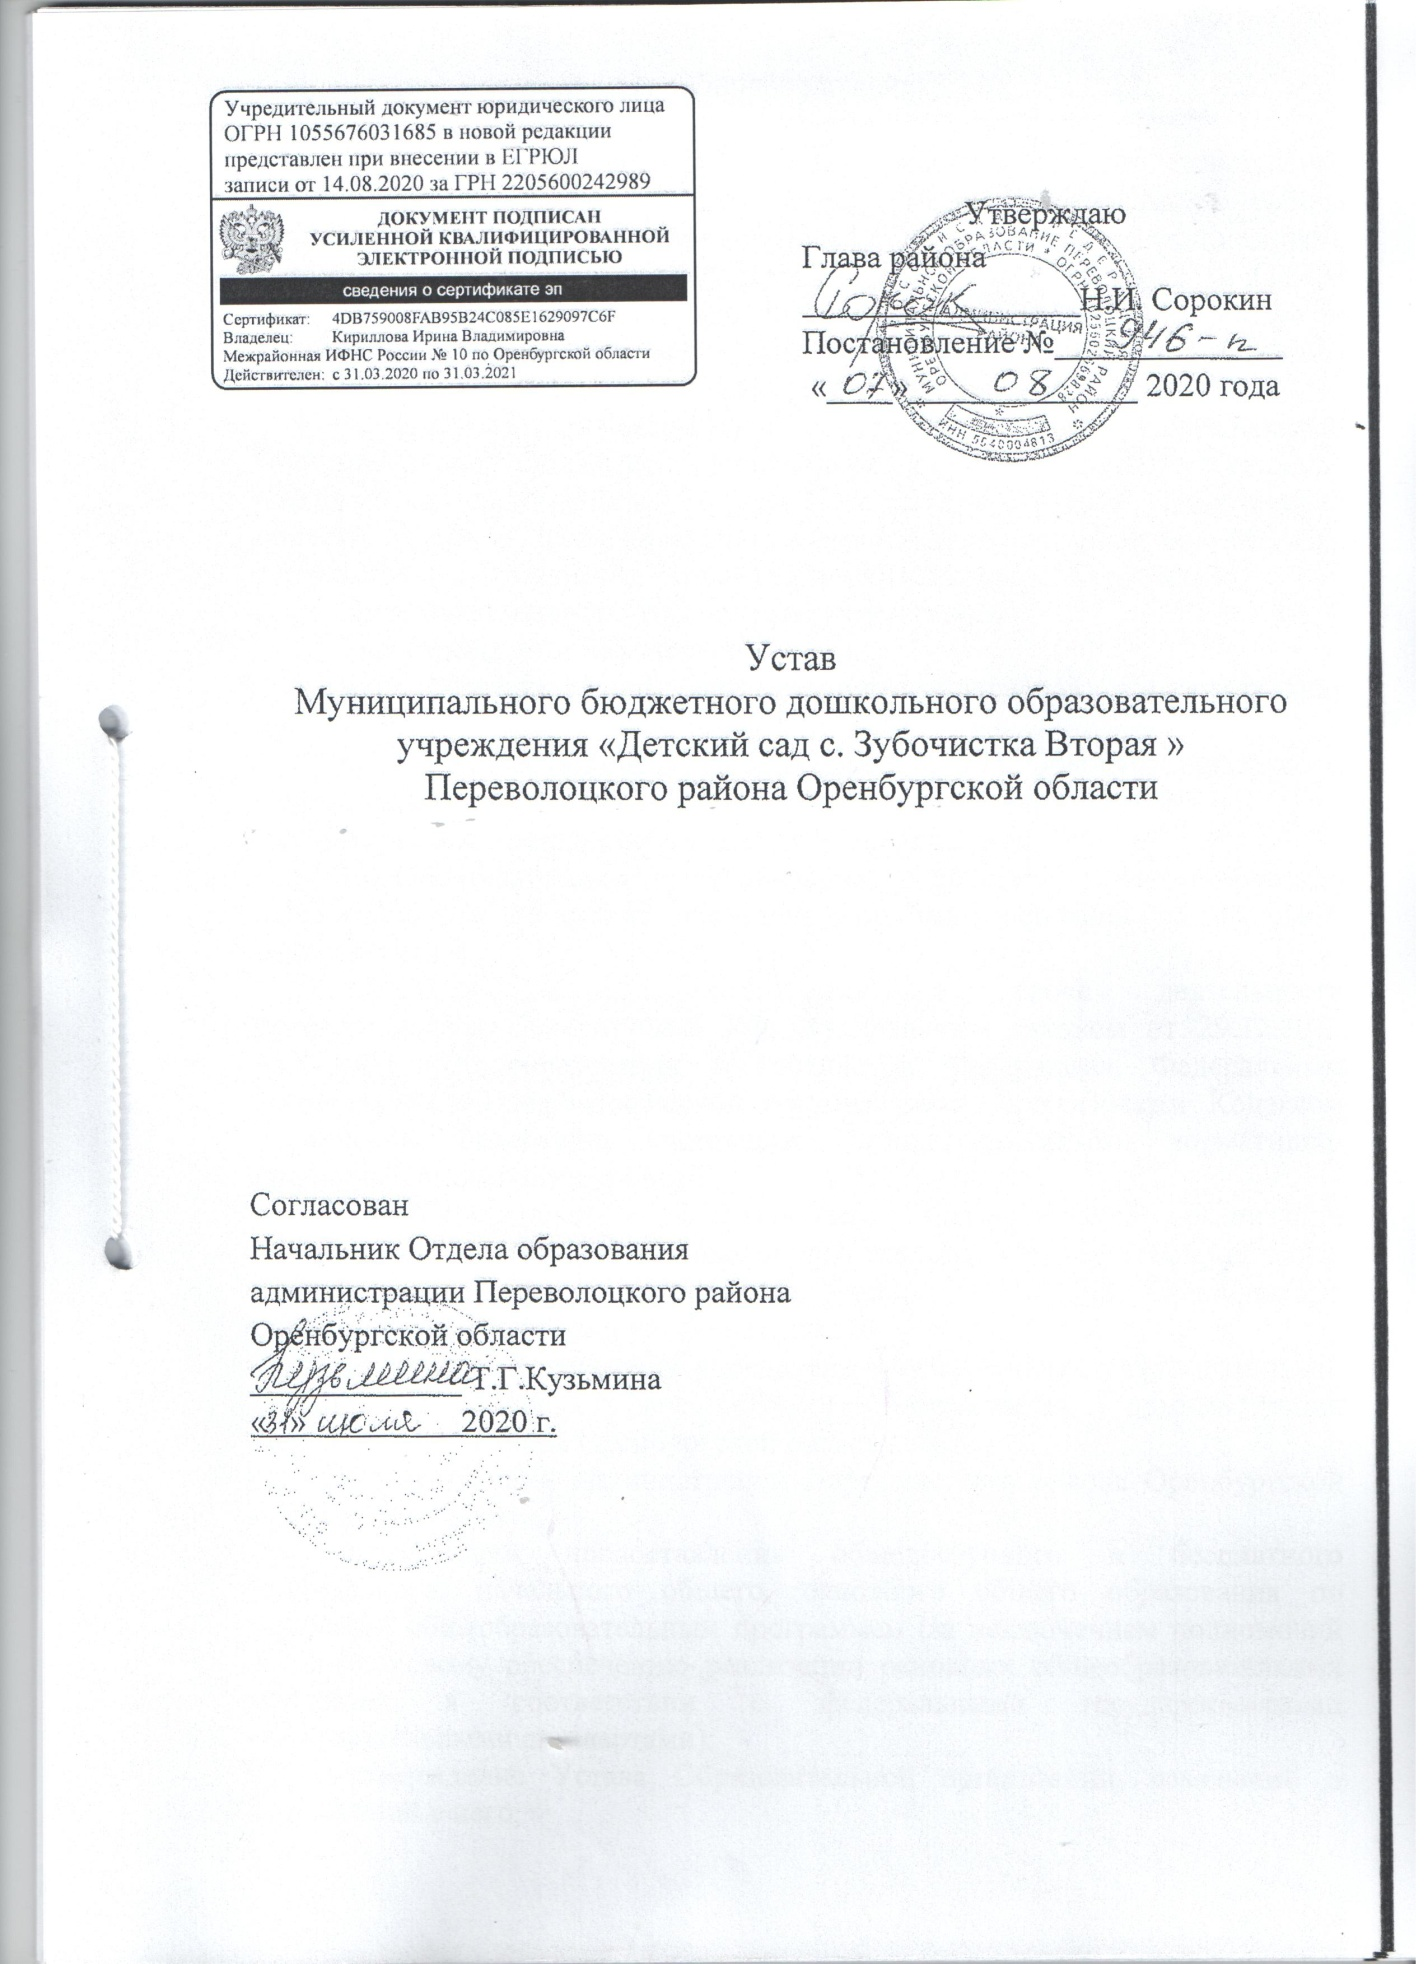 Учредительный документ юридического лица
ОГРН 1055676031685 в новой редакции
представлен при внесении в ЕГРЮЛ
записи от 14.08.2020 за ГРН 2205600242989
ДОКУМЕНТ ПОДПИСАН
УСИЛЕННОЙ КВАЛИФИЦИРОВАННОЙ
ЭЛЕКТРОННОЙ ПОДПИСЬЮ
сведения о сертификате эп
Сертификат: 4DB759008FAB95B24C085E1629097C6F
Владелец: Кириллова Ирина Владимировна
Межрайонная ИФНС России № 10 по Оренбургской области
Действителен: с 31.03.2020 по 31.03.2021
Утверждаю
Глава района
Н.И. Сорокин
Постановление № 946-п
«07» 08 2020 года
АДМИНИСТРАЦИЯ
РАЙОНА
ИНН 5640004813
Устав
Муниципального бюджетного дошкольного образовательного
учреждения «Детский сад с. Зубочистка Вторая »
Переволоцкого района Оренбургской области
Согласован
Начальник Отдела образования
администрации Переволоцкого района
Оренбургской области
Т.Г.Кузьмина
«31» июля 2020 г.